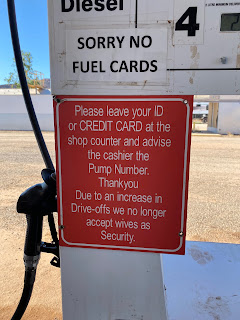 Diesel
4
SORRY NO
FUEL CARDS
Please leave your ID
or CREDIT CARD at the
shop counter and advise
the cashier the
Pump Number.
Thankyou
Due to an increase in
Drive-offs we no longer
accept wives as
Security.